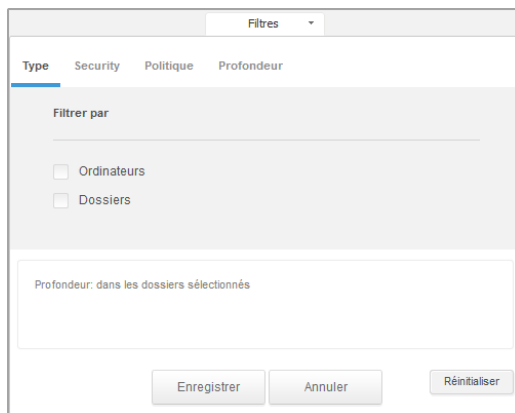 Filtres
Type Security Politique Profondeur
Filtrer par
Ordinateurs
Dossiers
Profondeur: dans les dossiers sélectionnés
Enregistrer Annuler Réinitialiser